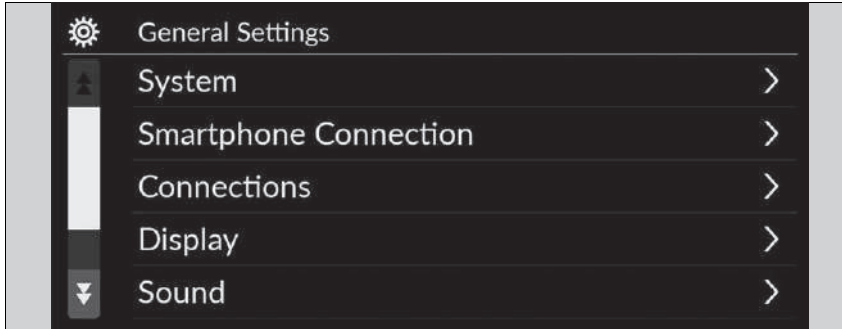 General Settings
System
Smartphone Connection
Connections
Display
Sound